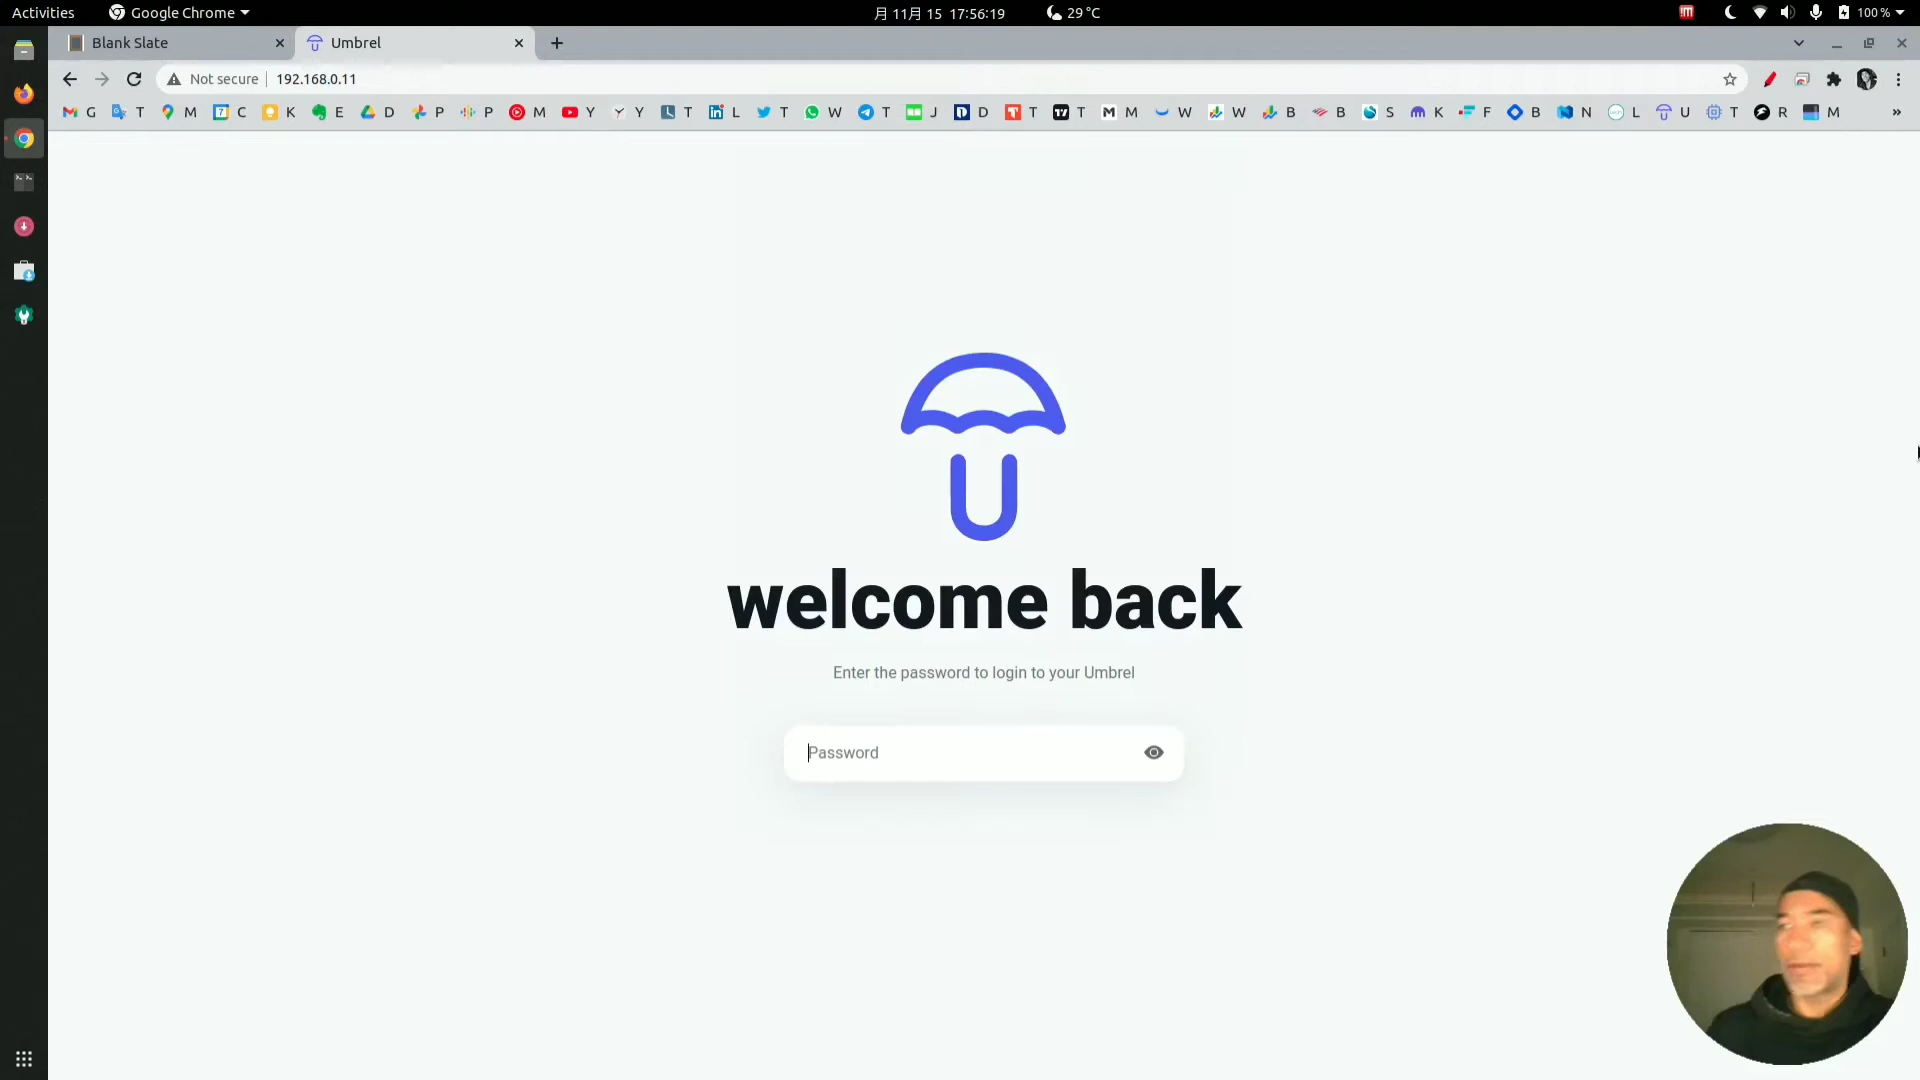 Activities
Google Chrome
月 11月 15 17:56:19
29 °C
100 %
Blank Slate
Umbrel
Not secure
192.168.0.11
G T M C K E D P P M Y Y T L T W T J D T T M W W B B S K F B N L U T R M »
welcome back
Enter the password to login to your Umbrel
Password